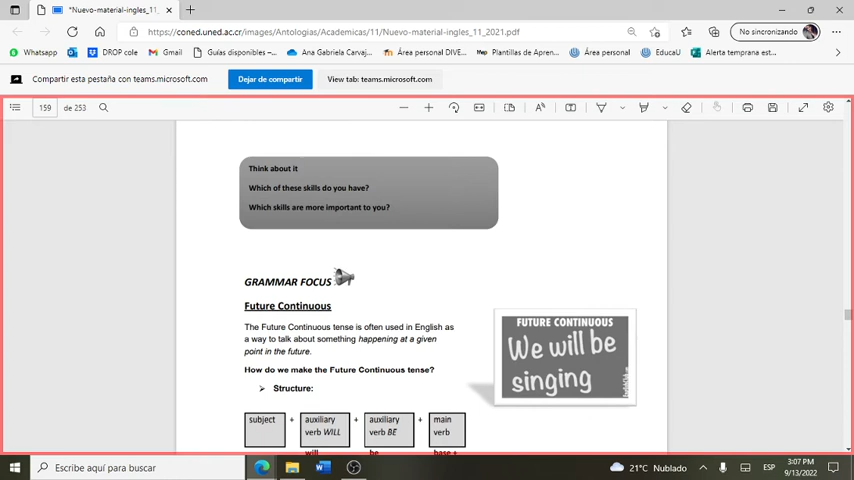 *Nuevo-material-ingles_11_
https://coned.uned.ac.cr/images/Antologias/Academicas/11/Nuevo-material-ingles_11_2021.pdf
No sincronizando
Whatsapp
DROP cole
Gmail
Guías disponibles –...
Ana Gabriela Carvaj...
Área personal DIVE...
Plantillas de Apren...
Área personal
EducaU
Alerta temprana est...
Compartir esta pestaña con teams.microsoft.com
Dejar de compartir
View tab: teams.microsoft.com
159 de 253
Think about it
Which of these skills do you have?
Which skills are more important to you?
GRAMMAR FOCUS
Future Continuous
The Future Continuous tense is often used in English as
a way to talk about something happening at a given
point in the future.
How do we make the Future Continuous tense?
➢ Structure:
FUTURE CONTINUOUS
We will be
singing
subject + auxiliary + auxiliary + main
verb WILL verb BE verb
will be base +
Escribe aquí para buscar
21°C Nublado
ESP
3:07 PM
9/13/2022